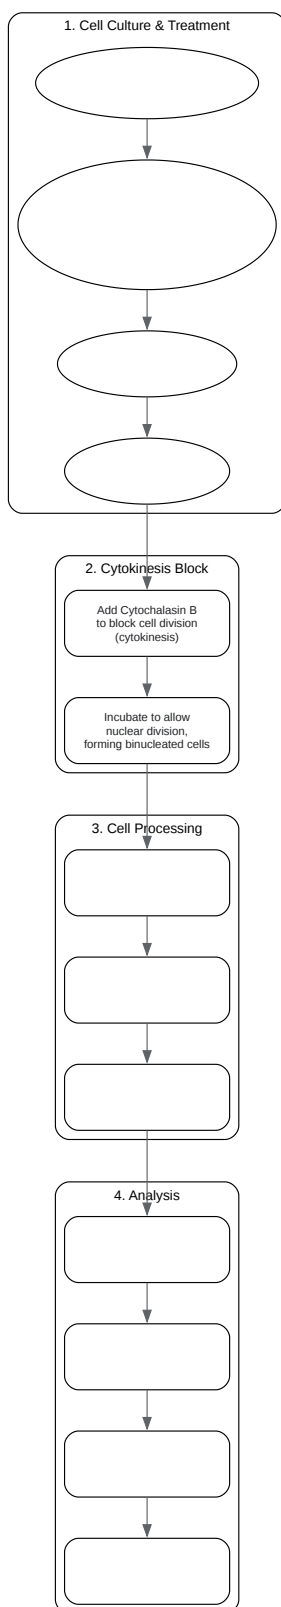 1. Cell Culture & Treatment
2. Cytokinesis Block
Add Cytochalasin B
to block cell division
(cytokinesis)
Incubate to allow
nuclear division,
forming binucleated cells
3. Cell Processing
4. Analysis